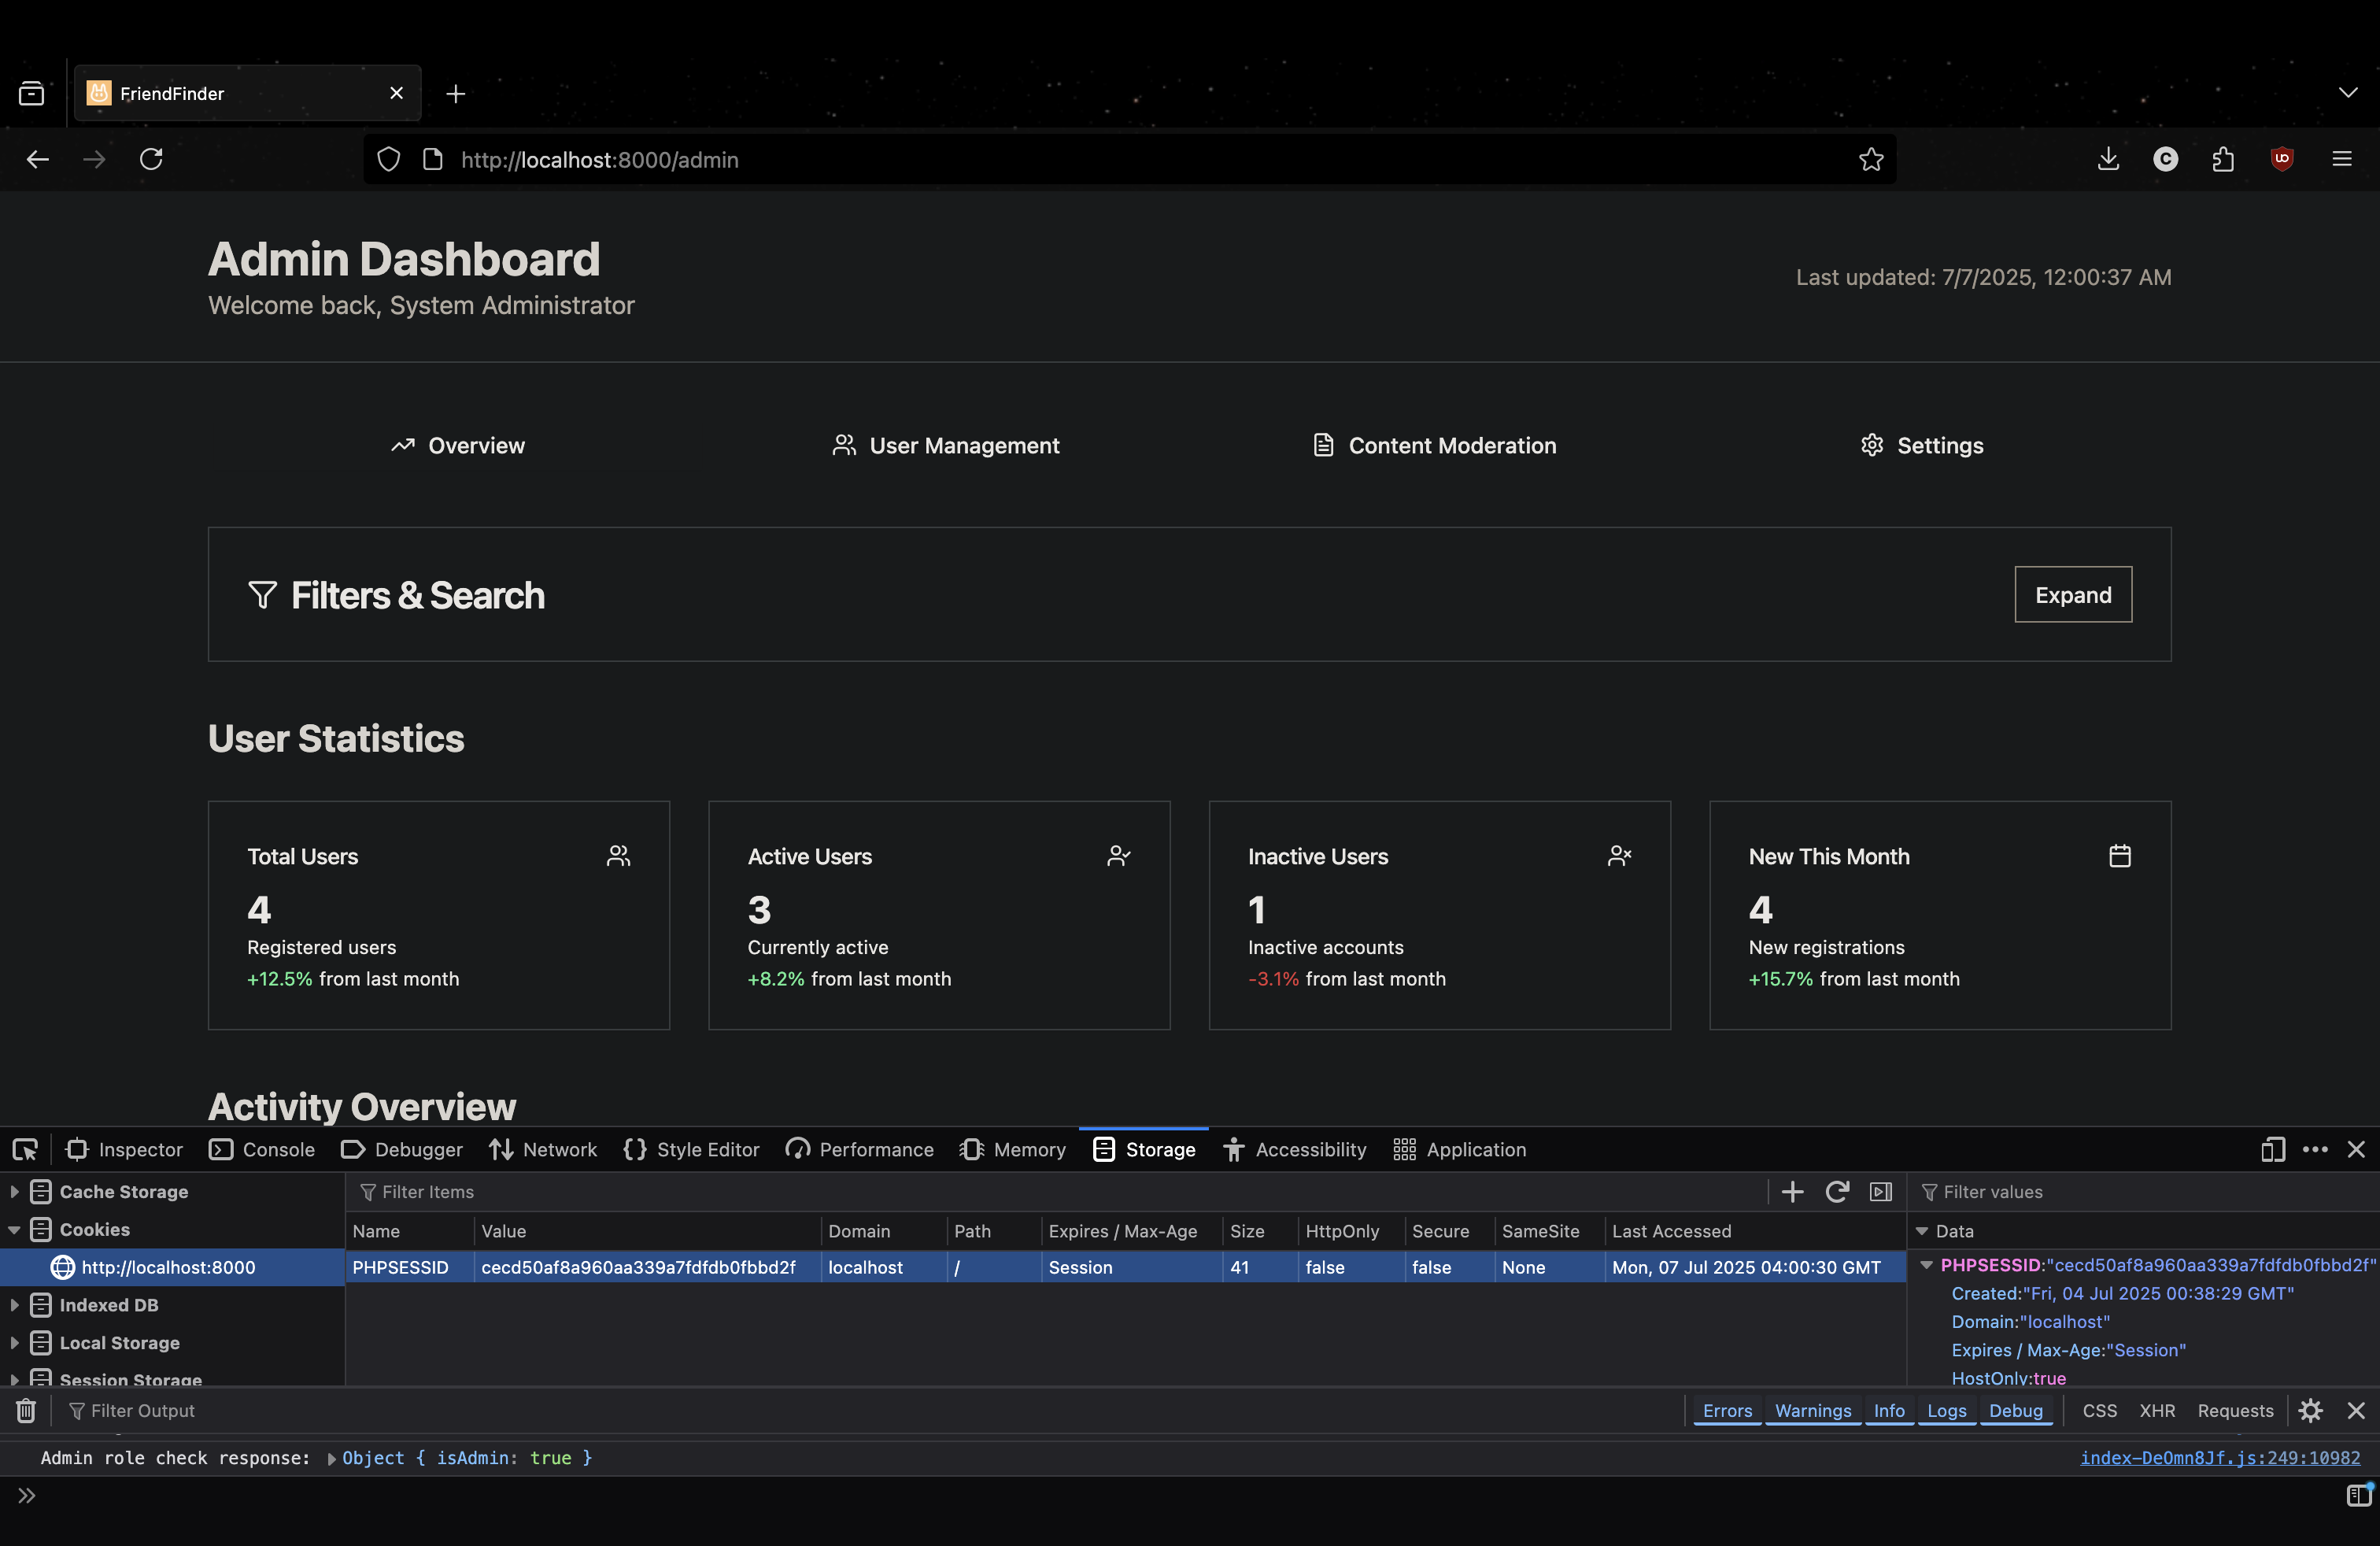 FriendFinder
http://localhost:8000/admin
Admin Dashboard
Welcome back, System Administrator
Last updated: 7/7/2025, 12:00:37 AM
Overview
User Management
Content Moderation
Settings
Filters & Search
Expand
User Statistics
Total Users
4
Registered users
+12.5% from last month
Active Users
3
Currently active
+8.2% from last month
Inactive Users
1
Inactive accounts
-3.1% from last month
New This Month
4
New registrations
+15.7% from last month
Activity Overview
Inspector Console Debugger Network Style Editor Performance Memory Storage Accessibility Application
Cache Storage
Cookies
http://localhost:8000
Indexed DB
Local Storage
Session Storage
Filter Items
Name Value Domain Path Expires / Max-Age Size HttpOnly Secure SameSite Last Accessed
PHPSESSID cecd50af8a960aa339a7fdfdb0fbbd2f localhost / Session 41 false false None Mon, 07 Jul 2025 04:00:30 GMT
Filter values
Data
PHPSESSID:"cecd50af8a960aa339a7fdfdb0fbbd2f"
Created:"Fri, 04 Jul 2025 00:38:29 GMT"
Domain:"localhost"
Expires / Max-Age:"Session"
HostOnly:true
Filter Output
Errors Warnings Info Logs Debug CSS XHR Requests
Admin role check response: Object { isAdmin: true }
index-DeOmn8Jf.js:249:10982